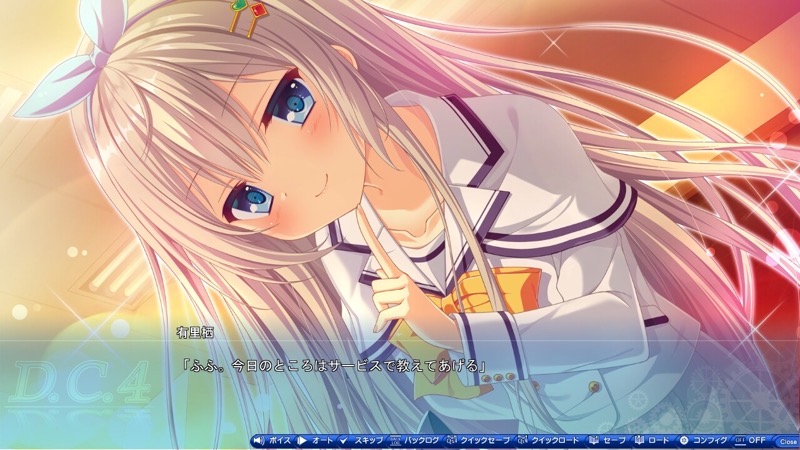 有里栖
「ふふ。今日のところはサービスで教えてあげる」
D.C.4
ボイス オート スキップ バックログ クイックセーブ クイックロード セーブ ロード コンフィグ OFF Close